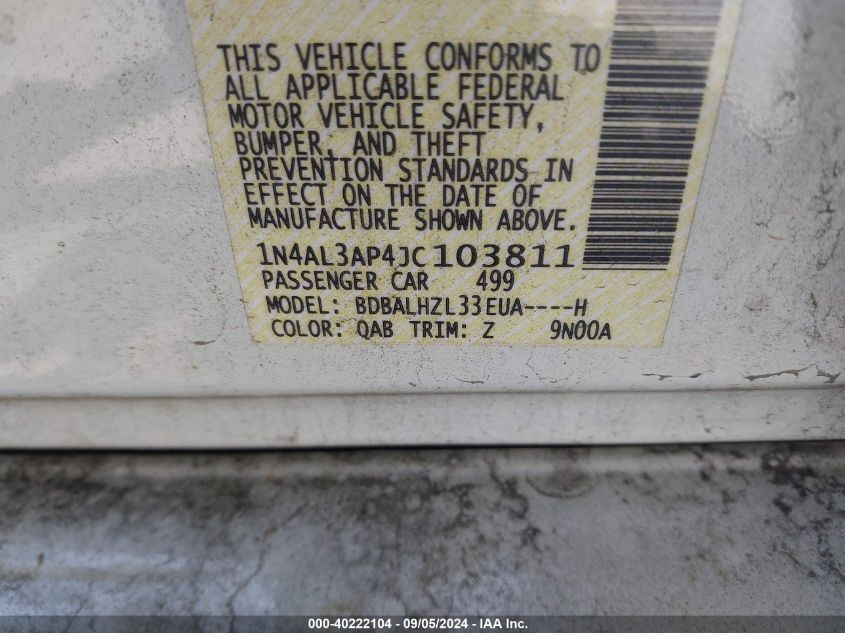 THIS VEHICLE CONFORMS TO
ALL APPLICABLE FEDERAL
MOTOR VEHICLE SAFETY,
BUMPER, AND THEFT
PREVENTION STANDARDS IN
EFFECT ON THE DATE OF
MANUFACTURE SHOWN ABOVE.
1N4AL3AP4JC103811
PASSENGER CAR 499
MODEL: BDBALHZL33EUA----H
COLOR: QAB TRIM: Z 9N00A
000-40222104 - 09/05/2024 - IAA Inc.